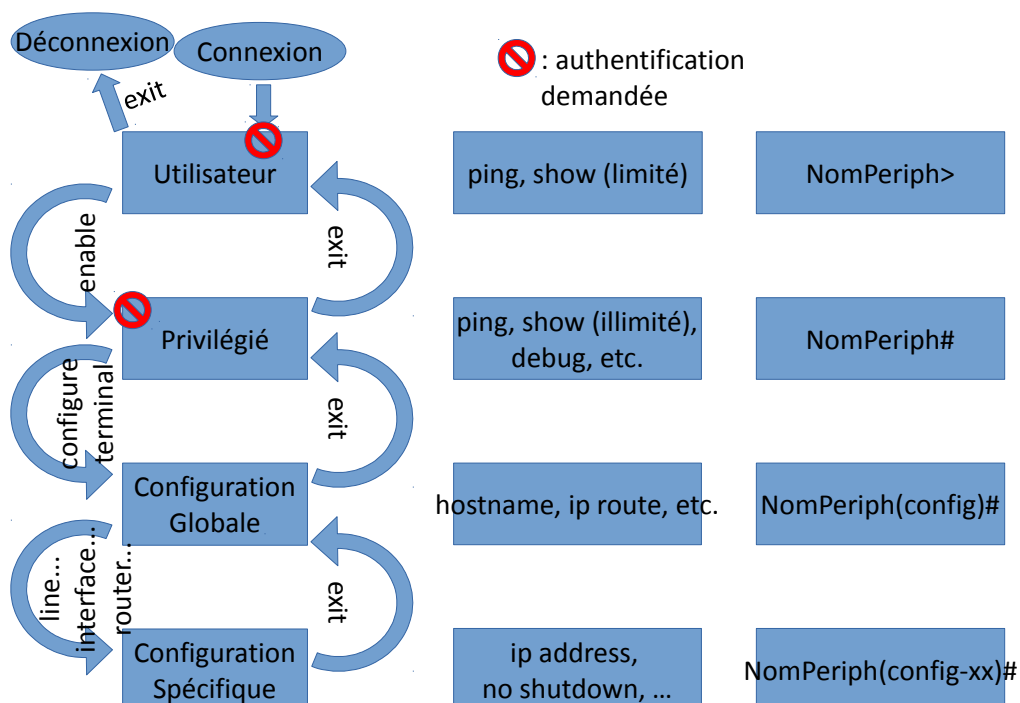 Déconnexion
Connexion
: authentification
demandée
exit
Utilisateur
ping, show (limité)
NomPeriph>
enable
exit
Privilégié
ping, show (illimité),
debug, etc.
NomPeriph#
configure
terminal
exit
Configuration
Globale
hostname, ip route, etc.
NomPeriph(config)#
line...
interface...
router...
exit
Configuration
Spécifique
ip address,
no shutdown, ...
NomPeriph(config-xx)#